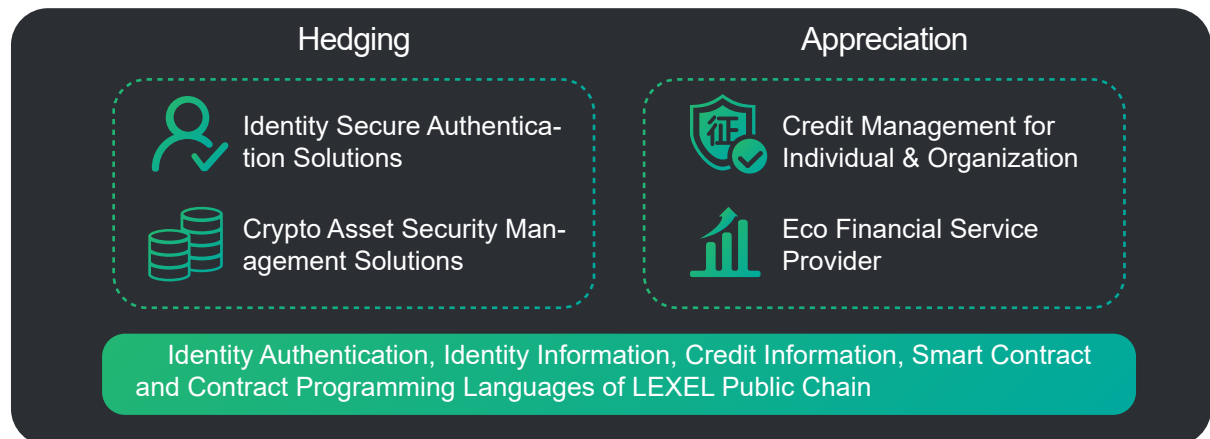 Hedging
Appreciation
Identity Secure Authentica-
tion Solutions
Crypto Asset Security Man-
agement Solutions
征
Credit Management for
Individual & Organization
Eco Financial Service
Provider
Identity Authentication, Identity Information, Credit Information, Smart Contract
and Contract Programming Languages of LEXEL Public Chain